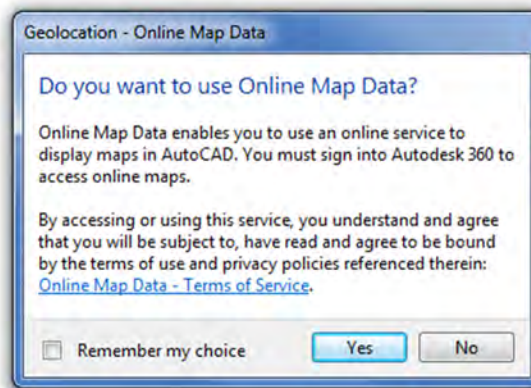 Geolocation - Online Map Data
Do you want to use Online Map Data?
Online Map Data enables you to use an online service to
display maps in AutoCAD. You must sign into Autodesk 360 to
access online maps.
By accessing or using this service, you understand and agree
that you will be subject to, have read and agree to be bound
by the terms of use and privacy policies referenced therein:
Online Map Data - Terms of Service.
Remember my choice Yes No